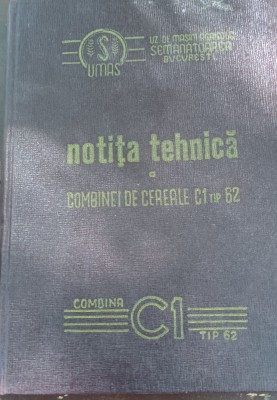 S
UMAS
UZ. DE MAȘINI AGRICOLE
SEMĂNĂTOAREA
BUCUREȘTI
notița tehnică
a
COMBINEI DE CEREALE C1 TIP 62
COMBINA
C1
TIP 62